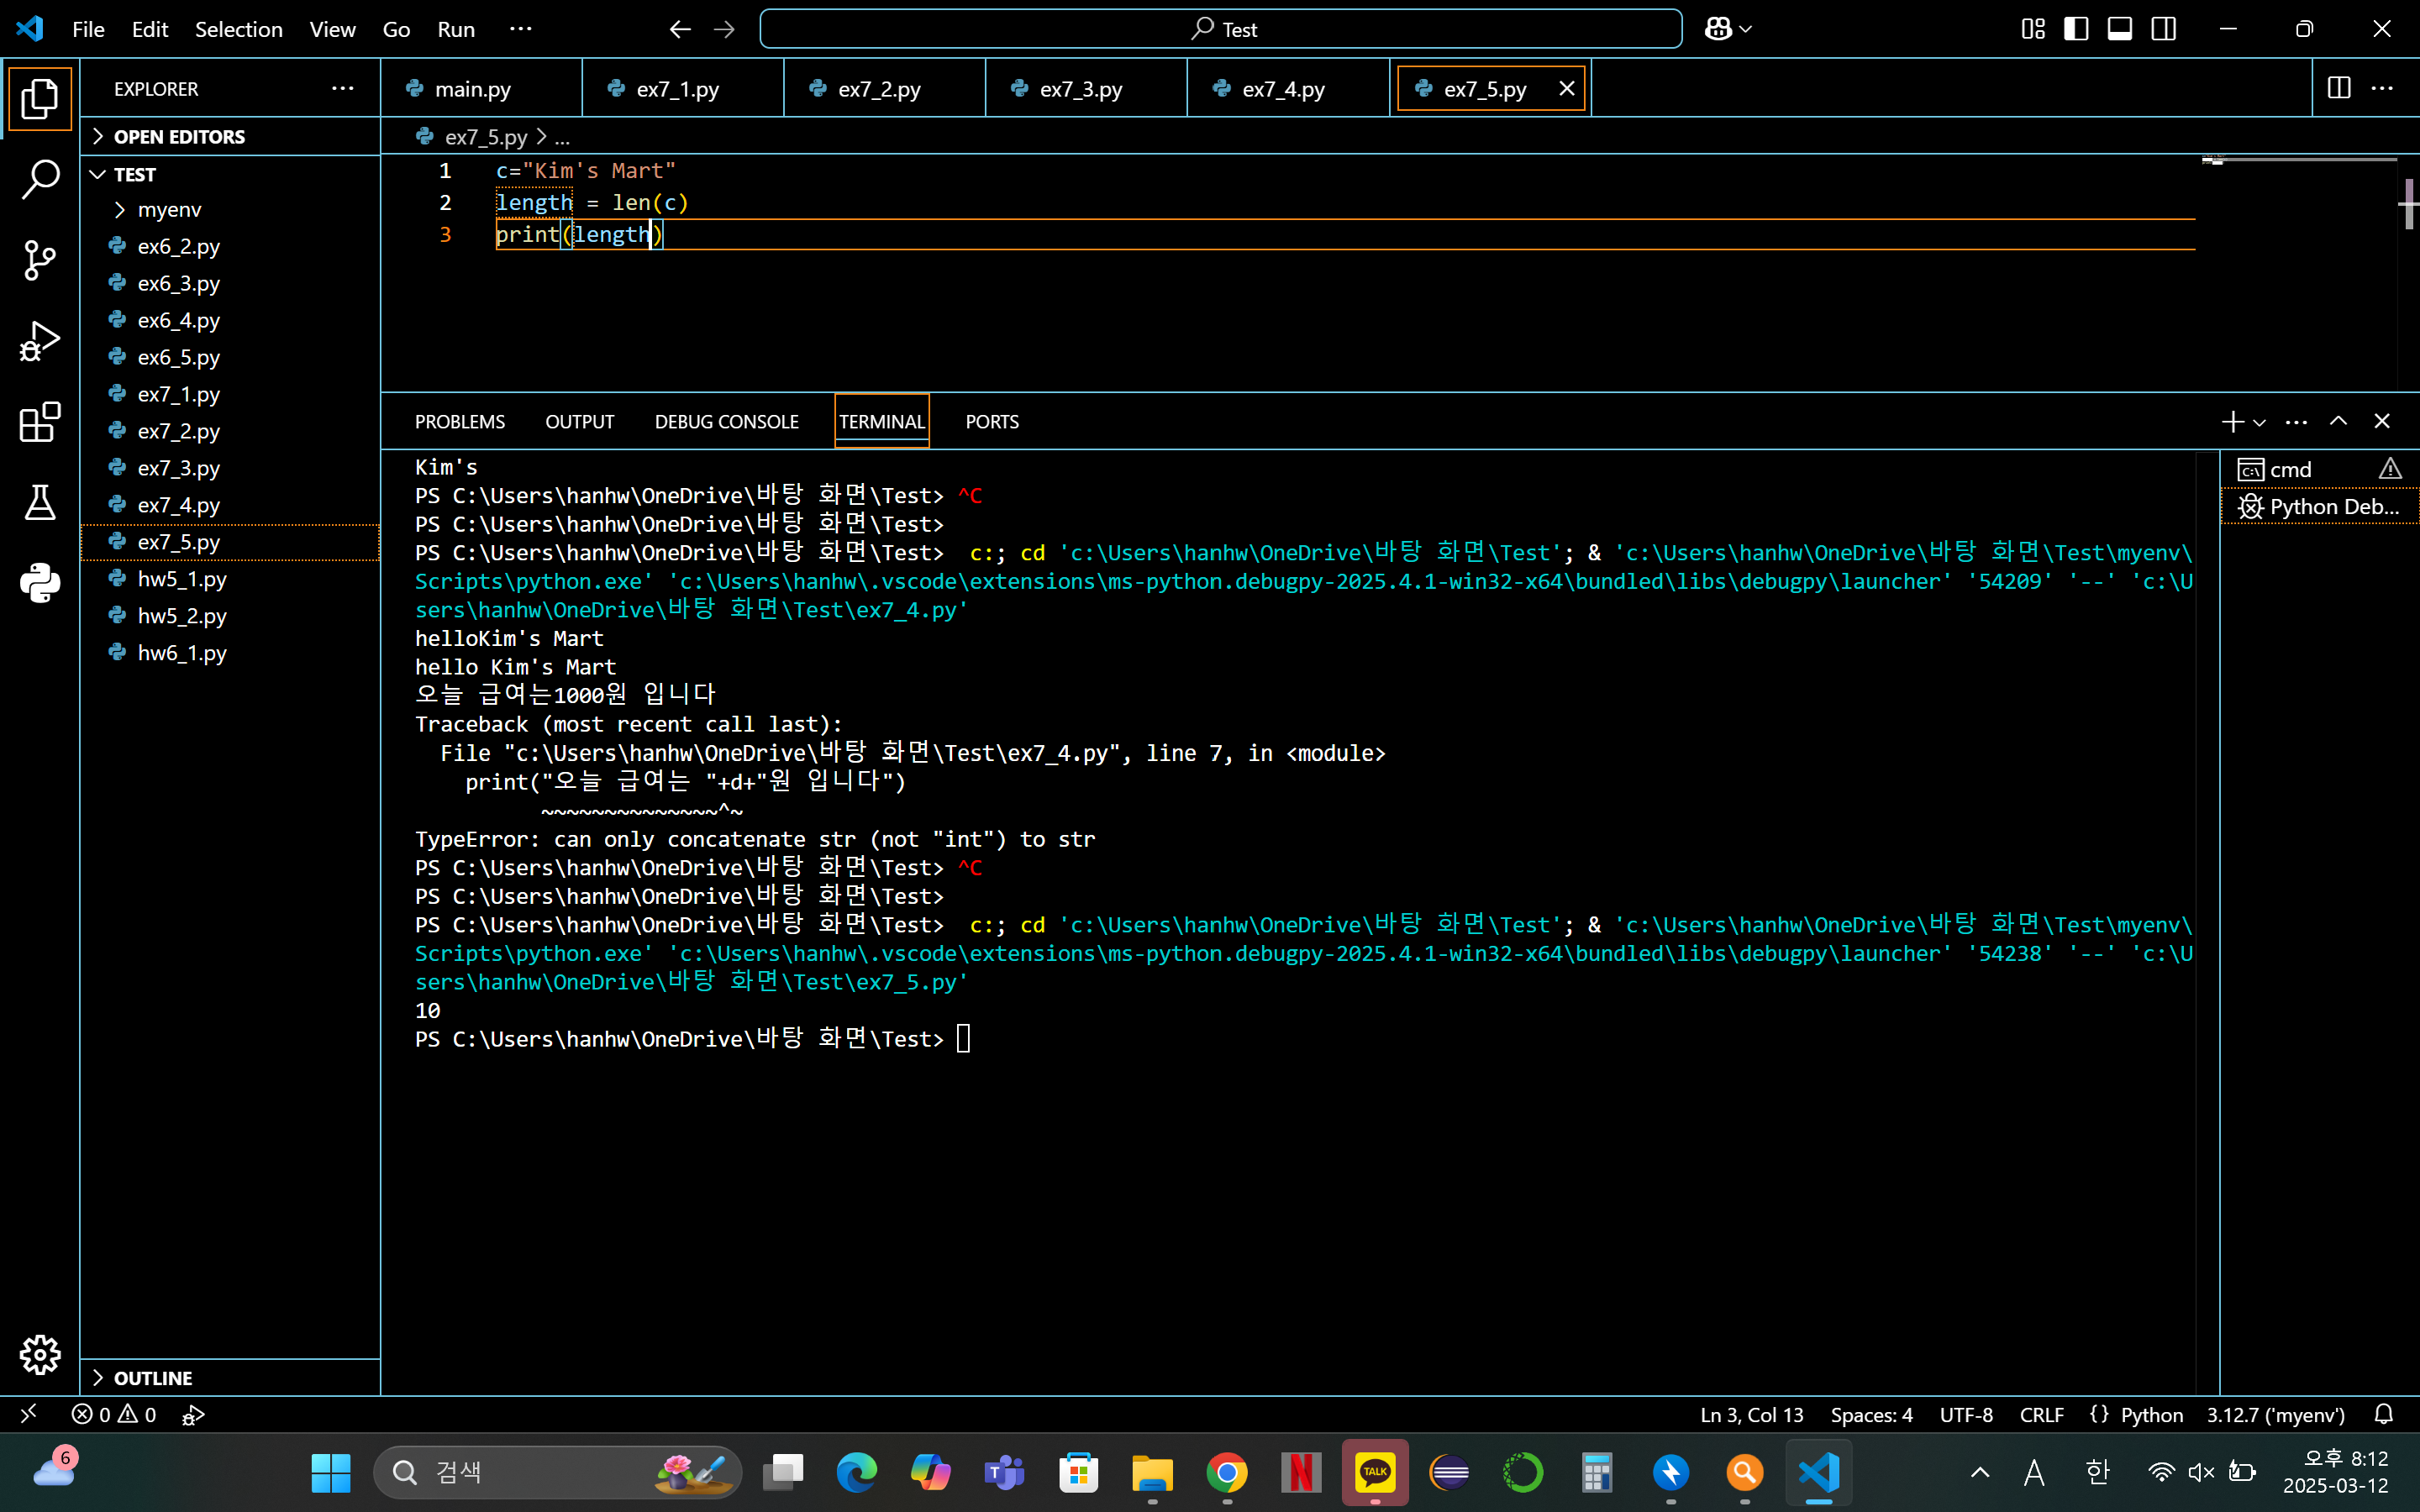 File Edit Selection View Go Run ··· Test
EXPLORER ···
OPEN EDITORS
TEST
myenv
ex6_2.py
ex6_3.py
ex6_4.py
ex6_5.py
ex7_1.py
ex7_2.py
ex7_3.py
ex7_4.py
ex7_5.py
hw5_1.py
hw5_2.py
hw6_1.py
OUTLINE
main.py ex7_1.py ex7_2.py ex7_3.py ex7_4.py ex7_5.py
ex7_5.py > ...
1 c="Kim's Mart"
2 length = len(c)
3 print(length)
PROBLEMS OUTPUT DEBUG CONSOLE TERMINAL PORTS
Kim's
PS C:\Users\hanhw\OneDrive\바탕 화면\Test> ^C
PS C:\Users\hanhw\OneDrive\바탕 화면\Test>
PS C:\Users\hanhw\OneDrive\바탕 화면\Test>  c:; cd 'c:\Users\hanhw\OneDrive\바탕 화면\Test'; & 'c:\Users\hanhw\OneDrive\바탕 화면\Test\myenv\
Scripts\python.exe' 'c:\Users\hanhw\.vscode\extensions\ms-python.debugpy-2025.4.1-win32-x64\bundled\libs\debugpy\launcher' '54209' '--' 'c:\U
sers\hanhw\OneDrive\바탕 화면\Test\ex7_4.py'
helloKim's Mart
hello Kim's Mart
오늘 급여는1000원 입니다
Traceback (most recent call last):
  File "c:\Users\hanhw\OneDrive\바탕 화면\Test\ex7_4.py", line 7, in <module>
    print("오늘 급여는 "+d+"원 입니다")
          ~~~~~~~~~~~~~~^~
TypeError: can only concatenate str (not "int") to str
PS C:\Users\hanhw\OneDrive\바탕 화면\Test> ^C
PS C:\Users\hanhw\OneDrive\바탕 화면\Test>
PS C:\Users\hanhw\OneDrive\바탕 화면\Test>  c:; cd 'c:\Users\hanhw\OneDrive\바탕 화면\Test'; & 'c:\Users\hanhw\OneDrive\바탕 화면\Test\myenv\
Scripts\python.exe' 'c:\Users\hanhw\.vscode\extensions\ms-python.debugpy-2025.4.1-win32-x64\bundled\libs\debugpy\launcher' '54238' '--' 'c:\U
sers\hanhw\OneDrive\바탕 화면\Test\ex7_5.py'
10
PS C:\Users\hanhw\OneDrive\바탕 화면\Test>
cmd
Python Deb...
0 0 Ln 3, Col 13 Spaces: 4 UTF-8 CRLF {} Python 3.12.7 ('myenv')
6 검색 T N TALK A 한 오후 8:12
2025-03-12